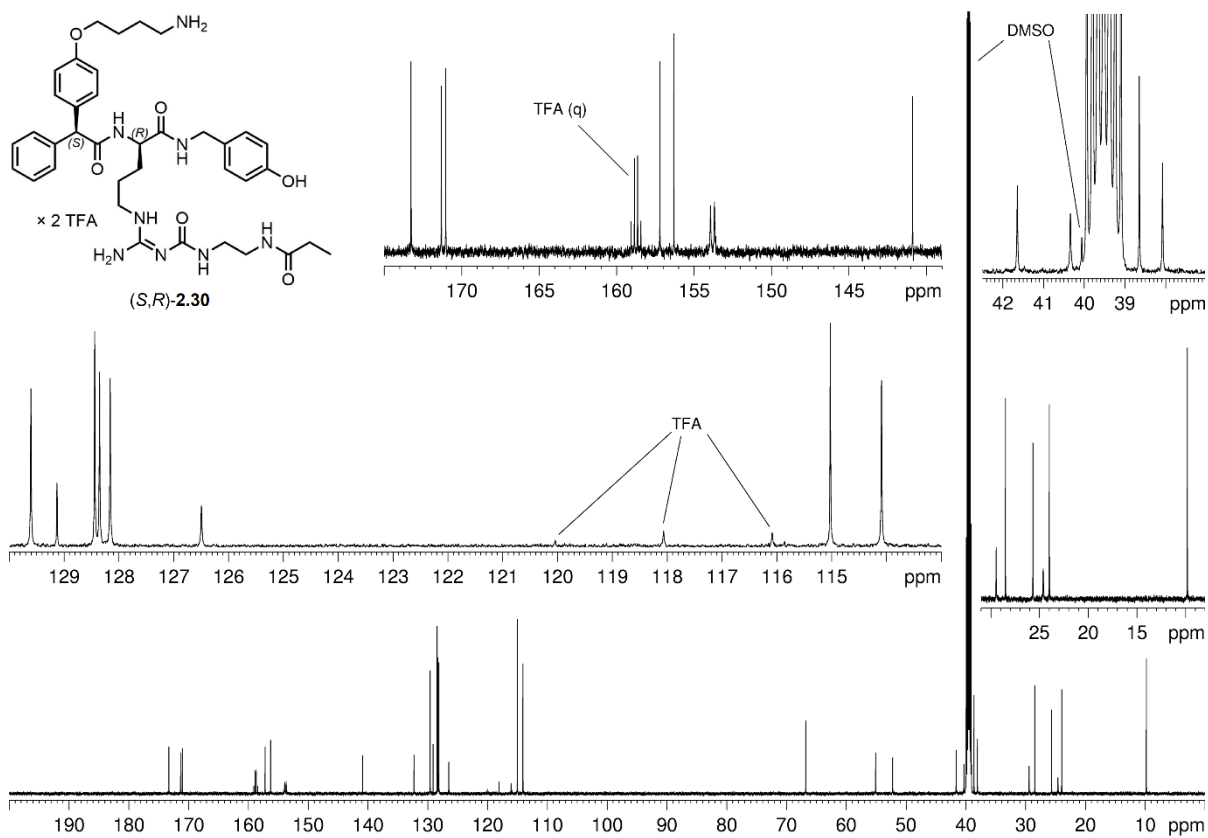 NH2
O
H
N
(S)
O
(R)
O
N
H
OH
× 2 TFA
NH
O
H2N
N
N
H
H
N
O
(S,R)-2.30
TFA (q)
170 165 160 155 150 145 ppm
DMSO
42 41 40 39 ppm
TFA
129 128 127 126 125 124 123 122 121 120 119 118 117 116 115 ppm
25 20 15 ppm
190 180 170 160 150 140 130 120 110 100 90 80 70 60 50 40 30 20 ppm